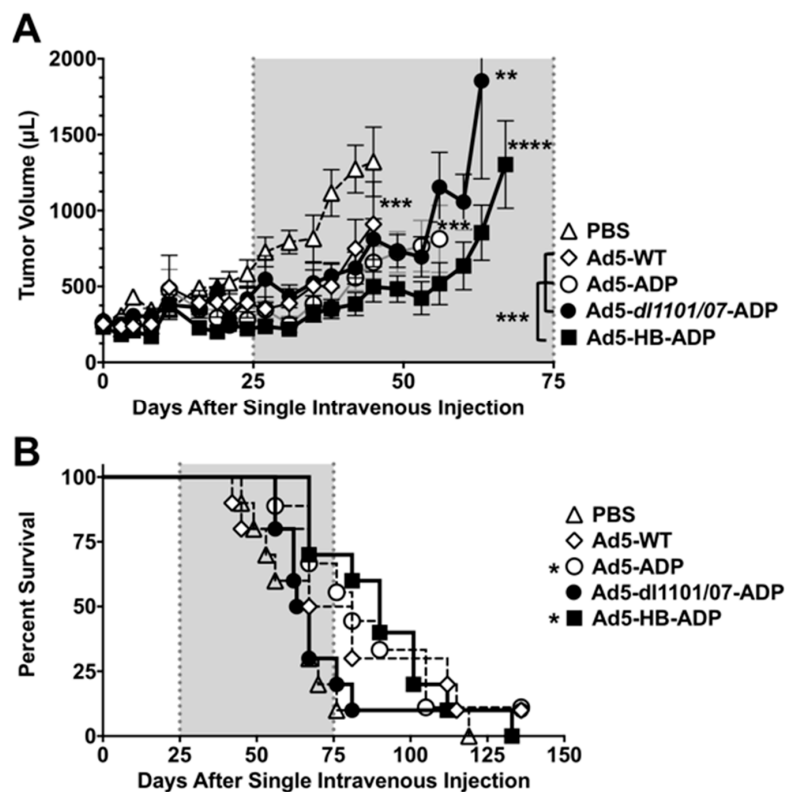 A
2000
1500
1000
500
0
Tumor Volume (µL)
0 25 50 75
Days After Single Intravenous Injection
**
****
***
***
PBS
Ad5-WT
Ad5-ADP
Ad5-dl1101/07-ADP
*** Ad5-HB-ADP
B
100
75
50
25
0
Percent Survival
0 25 50 75 100 125 150
Days After Single Intravenous Injection
PBS
Ad5-WT
* Ad5-ADP
Ad5-dl1101/07-ADP
* Ad5-HB-ADP